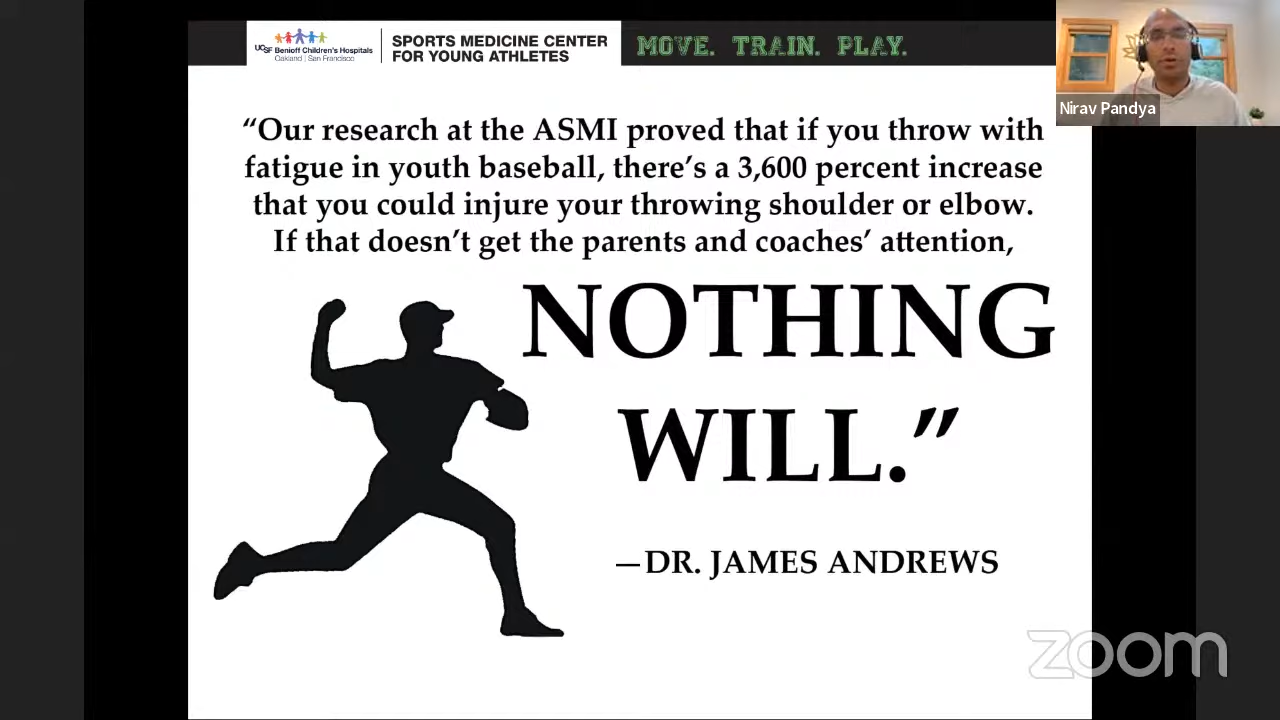 UCSF Benioff Children's Hospitals
Oakland | San Francisco
SPORTS MEDICINE CENTER
FOR YOUNG ATHLETES
MOVE. TRAIN. PLAY.
Nirav Pandya
“Our research at the ASMI proved that if you throw with
fatigue in youth baseball, there’s a 3,600 percent increase
that you could injure your throwing shoulder or elbow.
If that doesn’t get the parents and coaches’ attention,
NOTHING
WILL.”
—DR. JAMES ANDREWS
zoom